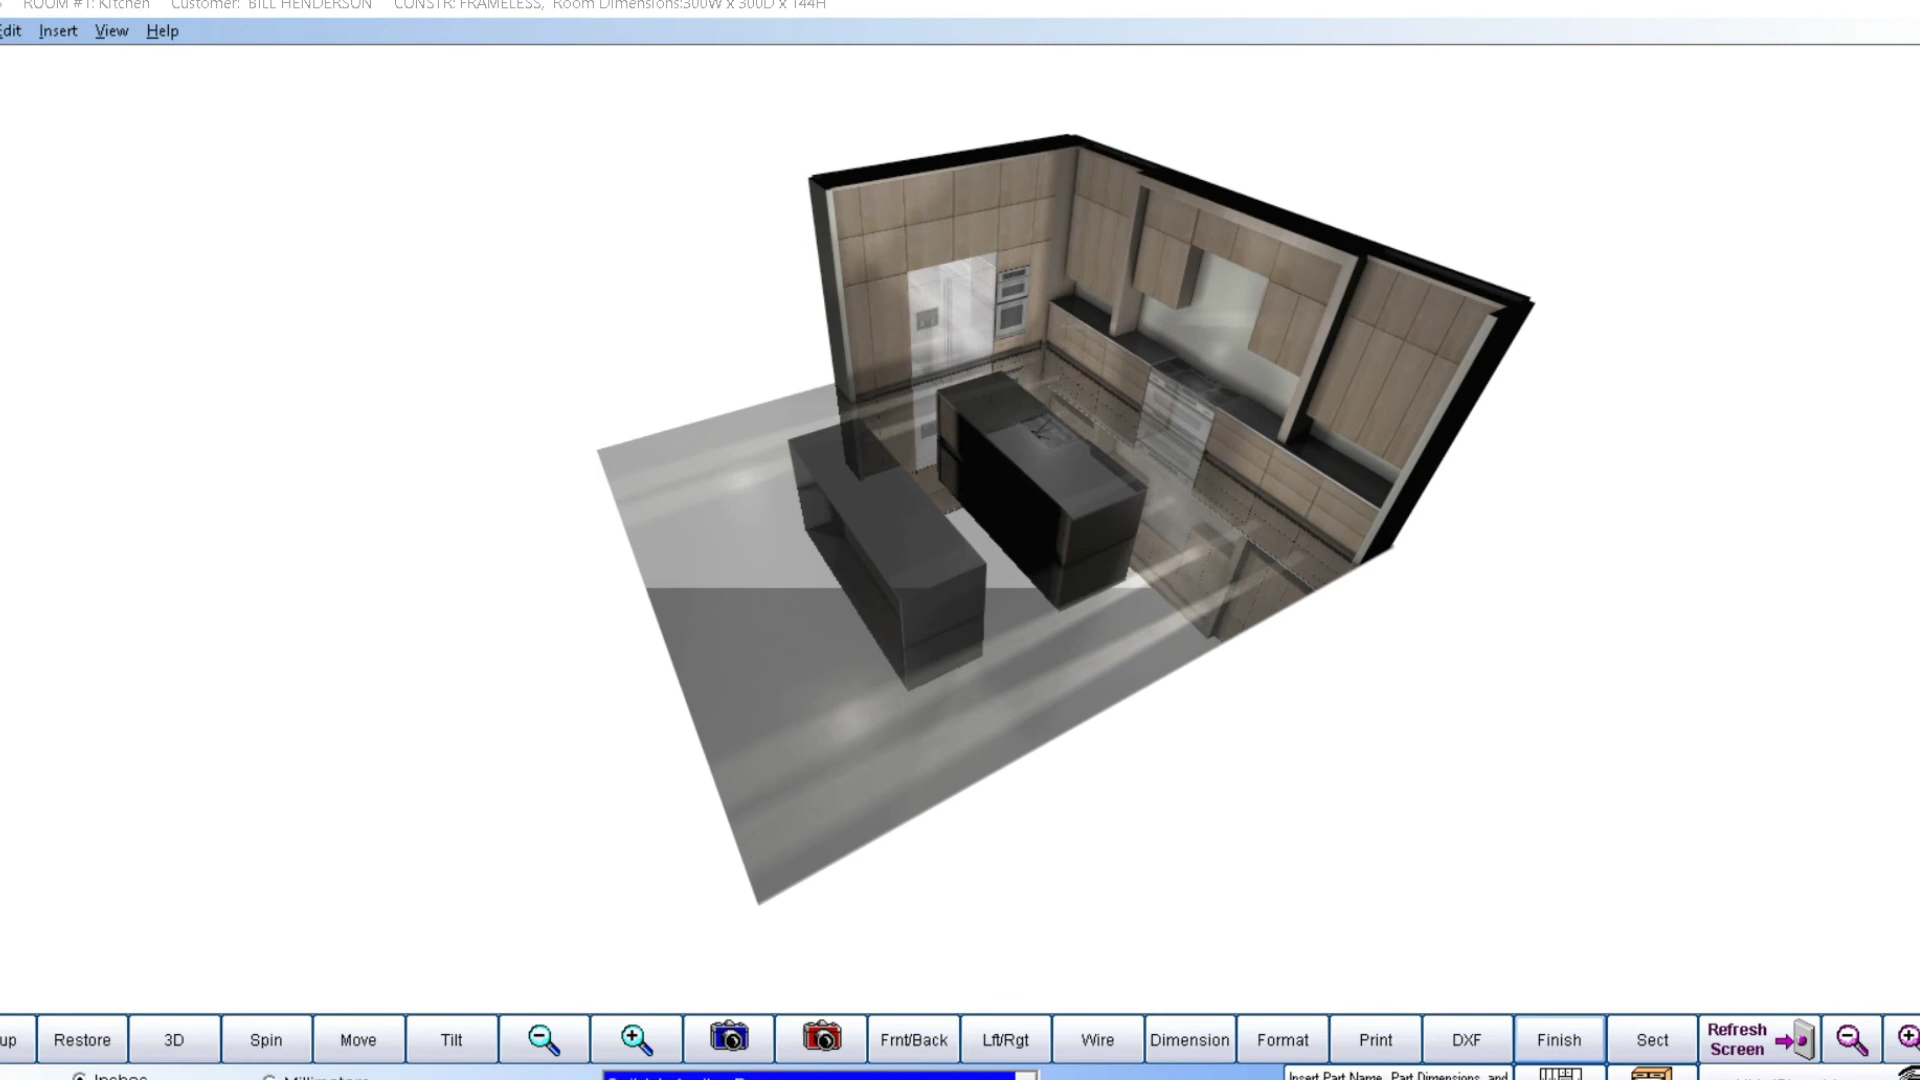 ROOM #1: Kitchen Customer: BILL HENDERSON CONSTR: FRAMELESS, Room Dimensions:300W x 300D x 144H
Edit Insert View Help
up Restore 3D Spin Move Tilt Frnt/Back Lft/Rgt Wire Dimension Format Print DXF Finish Sect Refresh Screen
Inches Millimeters Insert Part Name, Part Dimensions, and